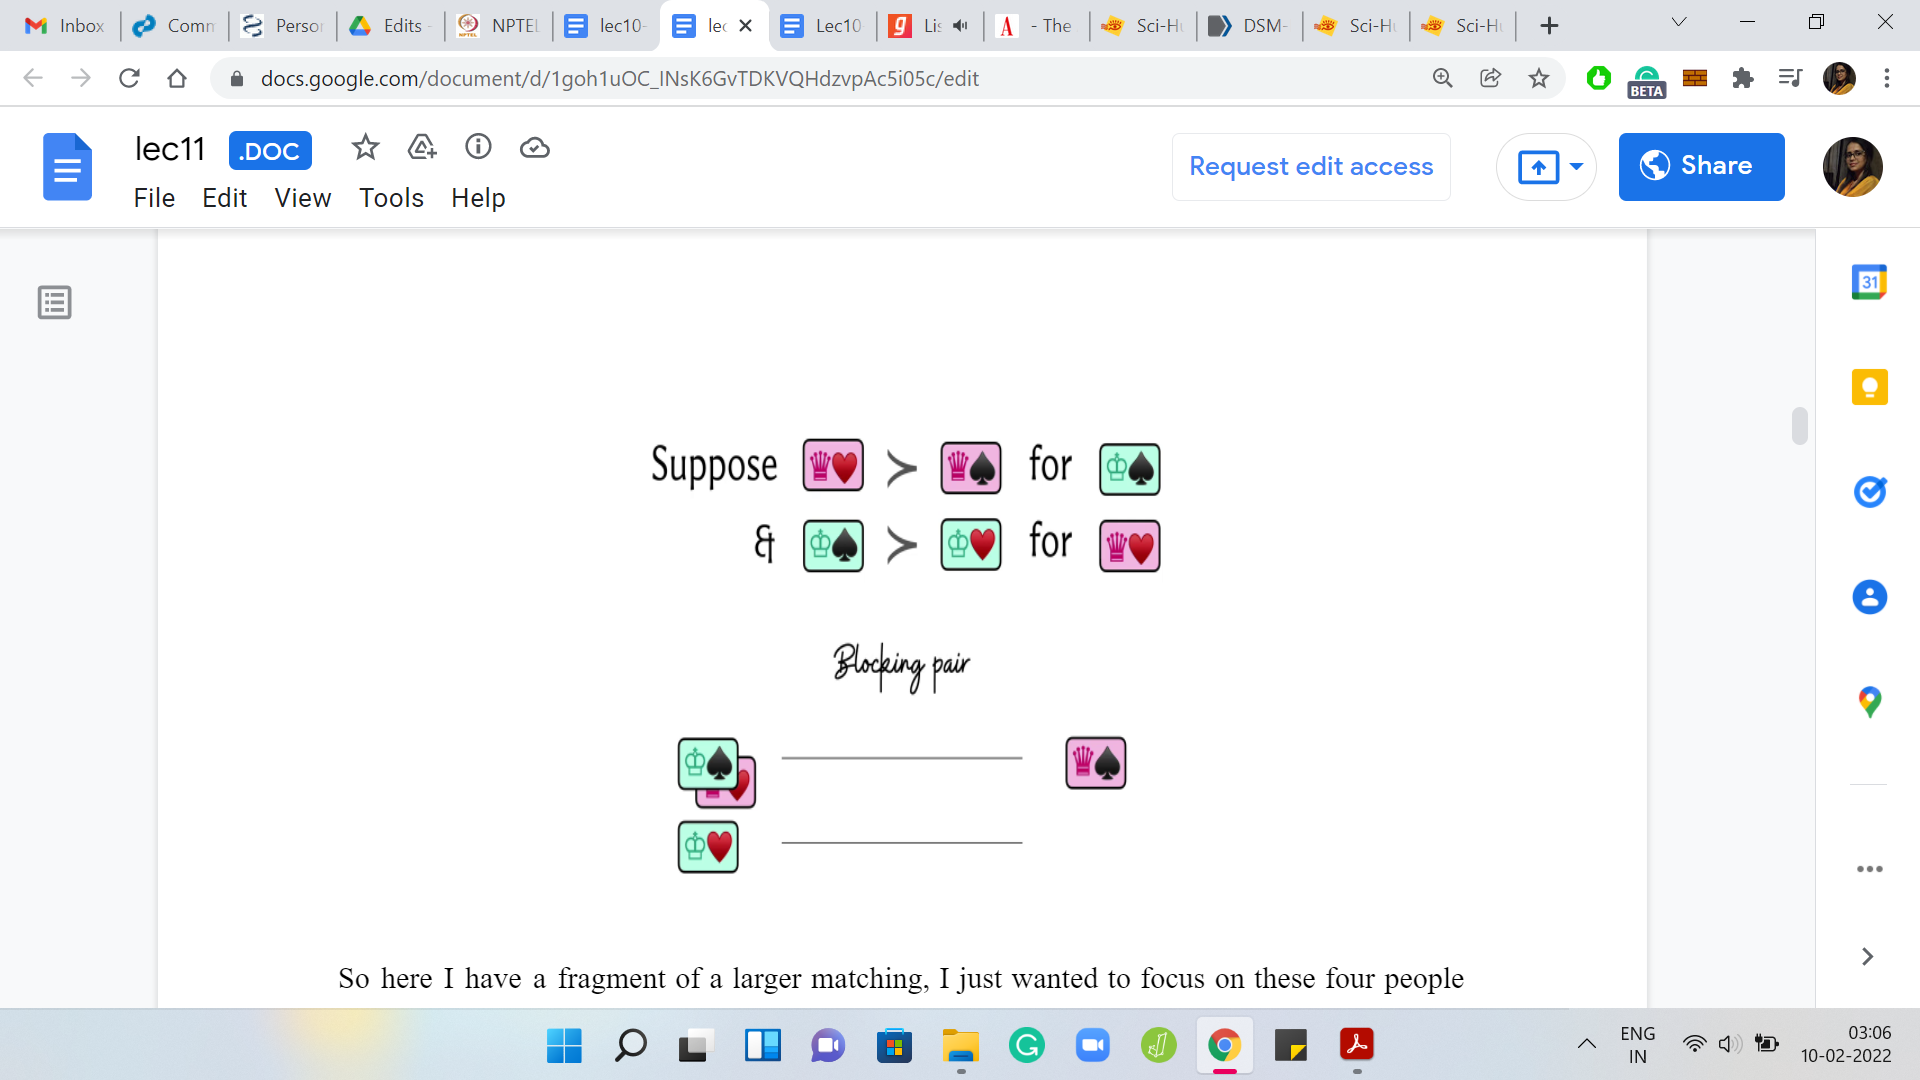 Inbox
Comm
Person
Edits -
NPTEL
lec10-
lec
Lec10
Lis
- The
Sci-Hu
DSM-
Sci-Hu
Sci-Hu
docs.google.com/document/d/1goh1uOC_INsK6GvTDKVQHdzvpAc5i05c/edit
BETA
lec11 .DOC
Request edit access
Share
File Edit View Tools Help
31
Suppose ♛♥ ≻ ♛♠ for ♔♠
& ♔♠ ≻ ♔♥ for ♛♥
Blocking pair
♔♠ ♛♥ ♛♠
♔♥
So here I have a fragment of a larger matching, I just wanted to focus on these four people
ENG
IN
03:06
10-02-2022